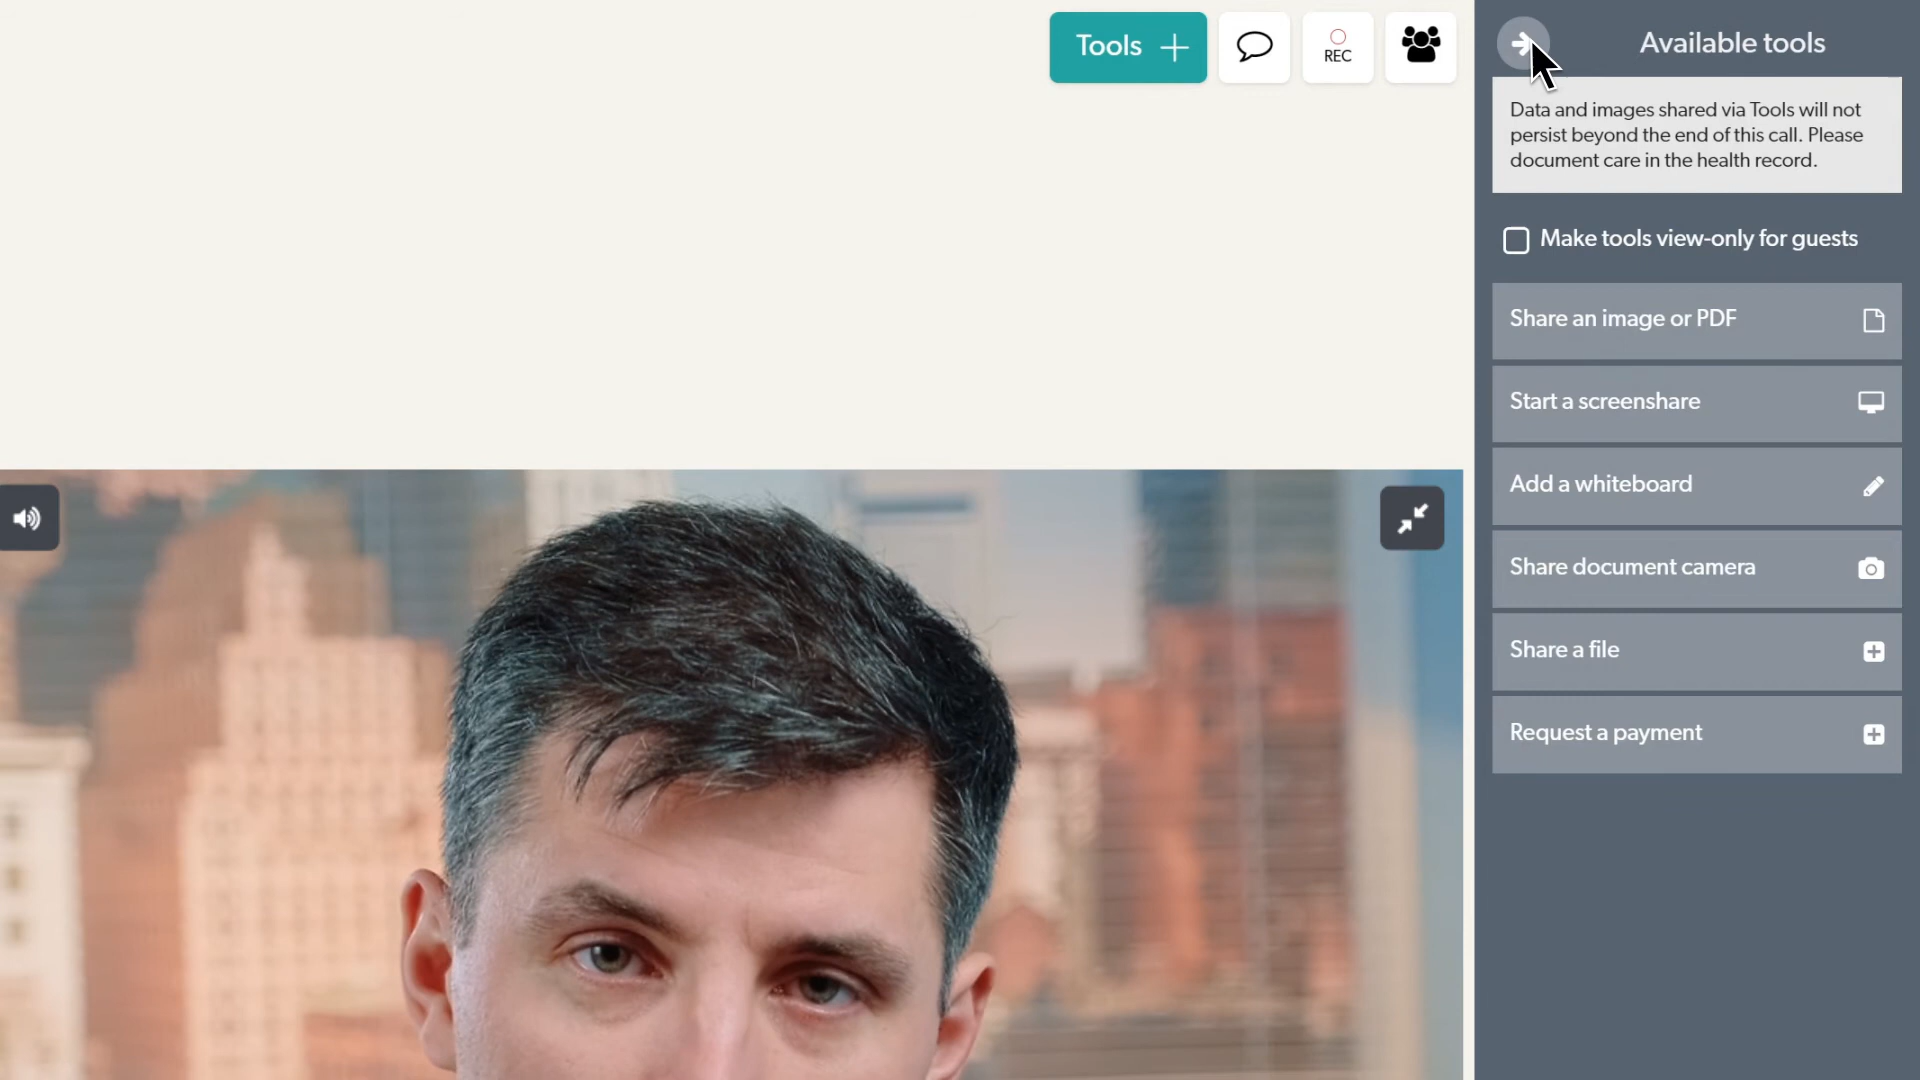 Tools
REC
Available tools
Data and images shared via Tools will not
persist beyond the end of this call. Please
document care in the health record.
Make tools view-only for guests
Share an image or PDF
Start a screenshare
Add a whiteboard
Share document camera
Share a file
Request a payment